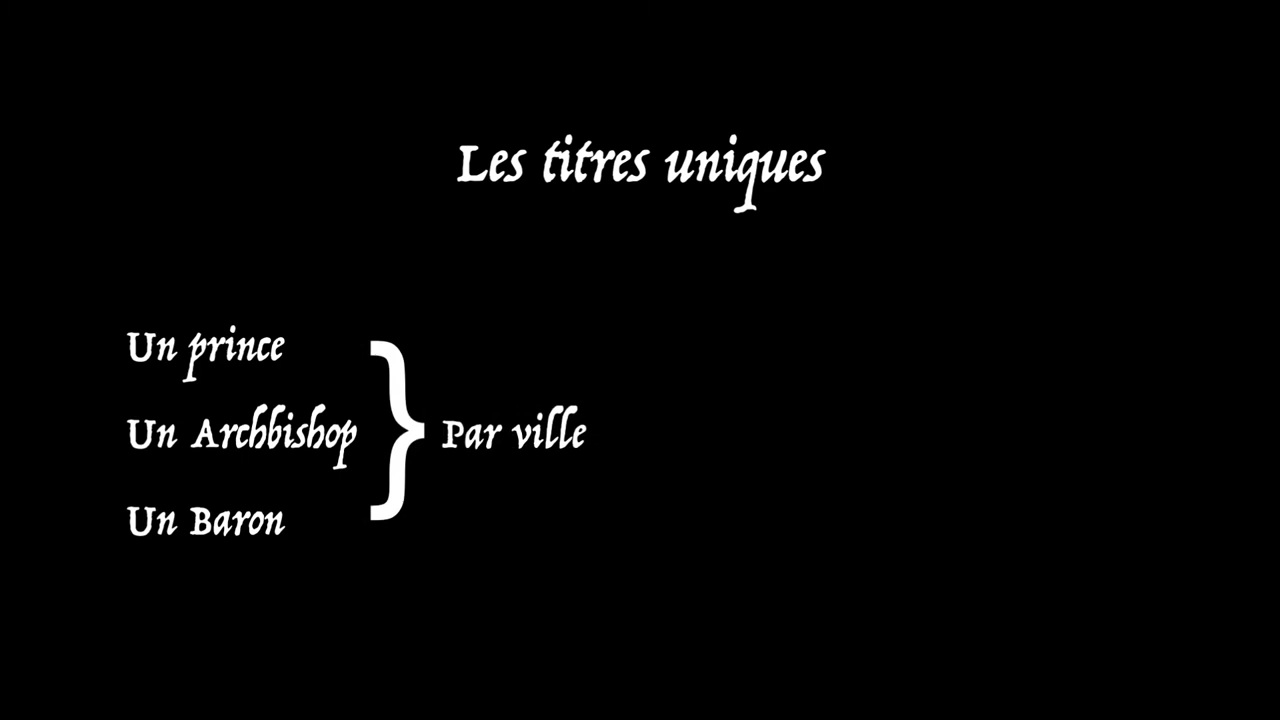 Les titres uniques
Un prince
Un Archbishop
Un Baron
} Par ville